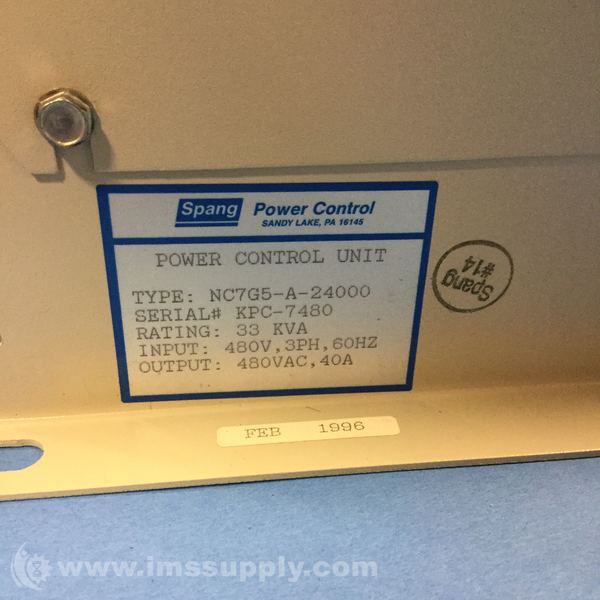 Spang Power Control
SANDY LAKE, PA 16145
POWER CONTROL UNIT
TYPE: NC7G5-A-24000
SERIAL# KPC-7480
RATING: 33 KVA
INPUT: 480V,3PH,60HZ
OUTPUT: 480VAC,40A
Spang
#14
FEB 1996
www.imssupply.com